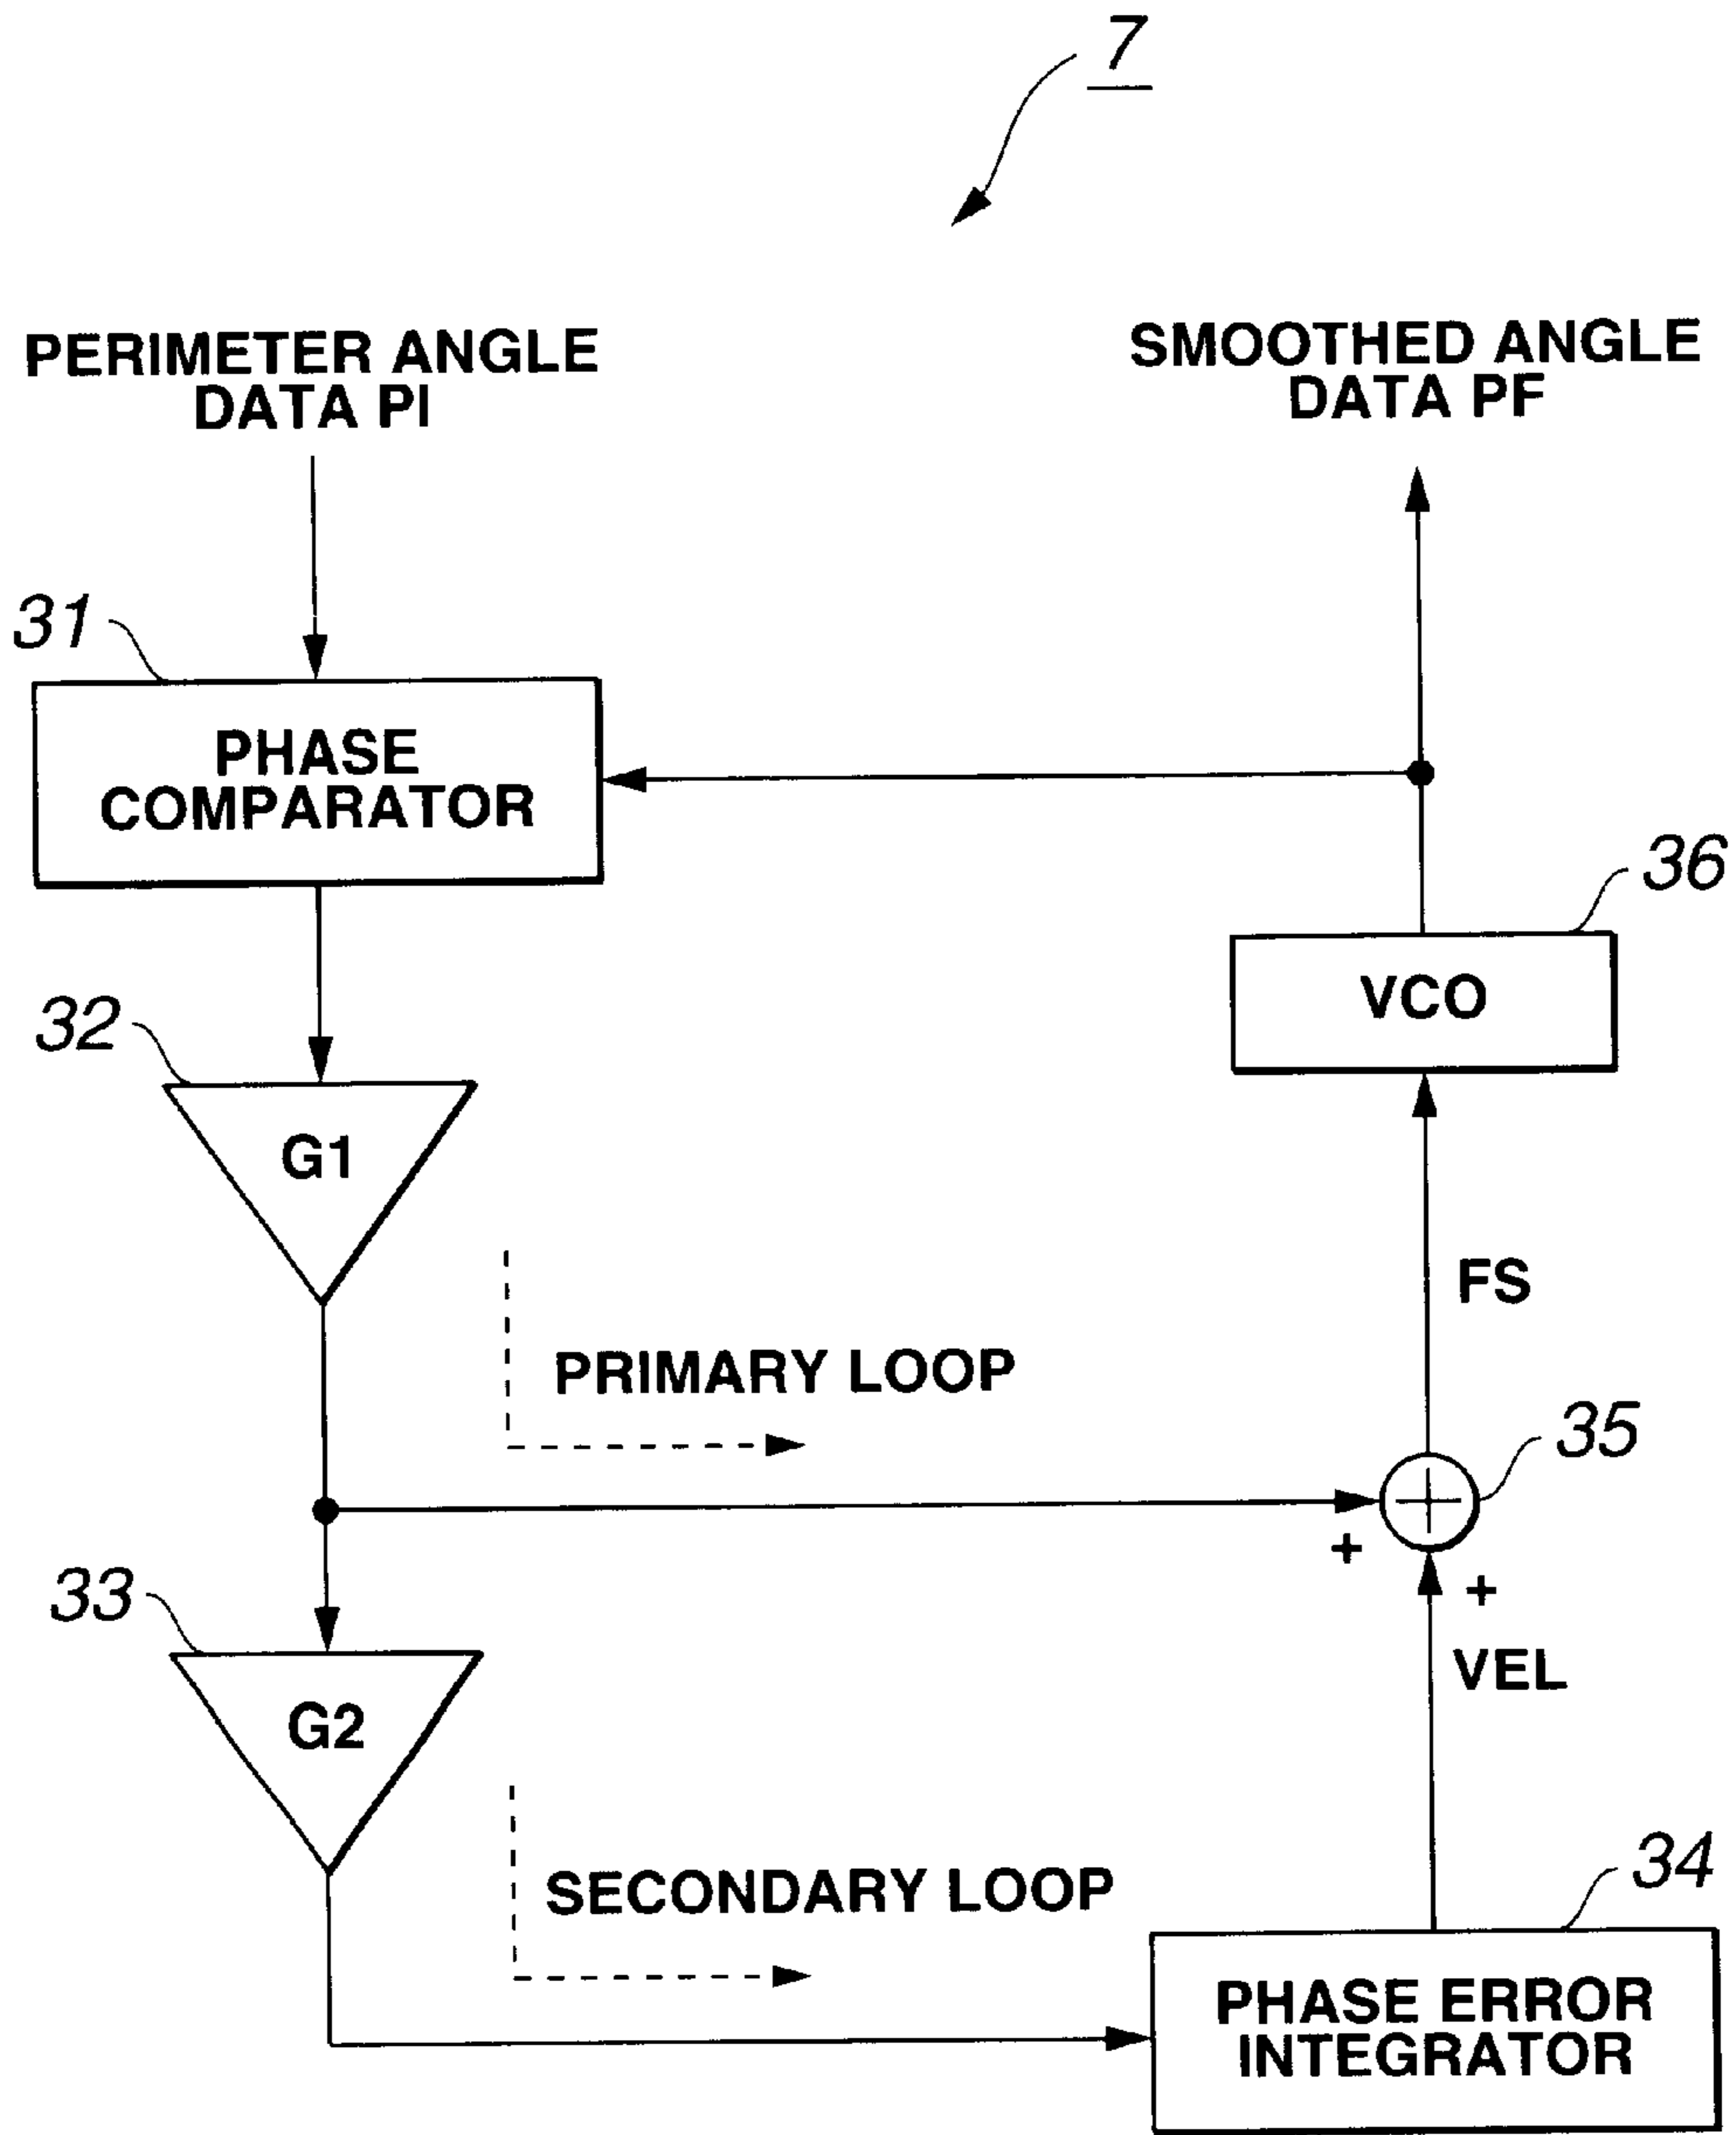 7
PERIMETER ANGLE
DATA PI
SMOOTHED ANGLE
DATA PF
31
PHASE
COMPARATOR
36
VCO
32
G1
FS
PRIMARY LOOP
35
+
+
33
G2
VEL
SECONDARY LOOP
34
PHASE ERROR
INTEGRATOR